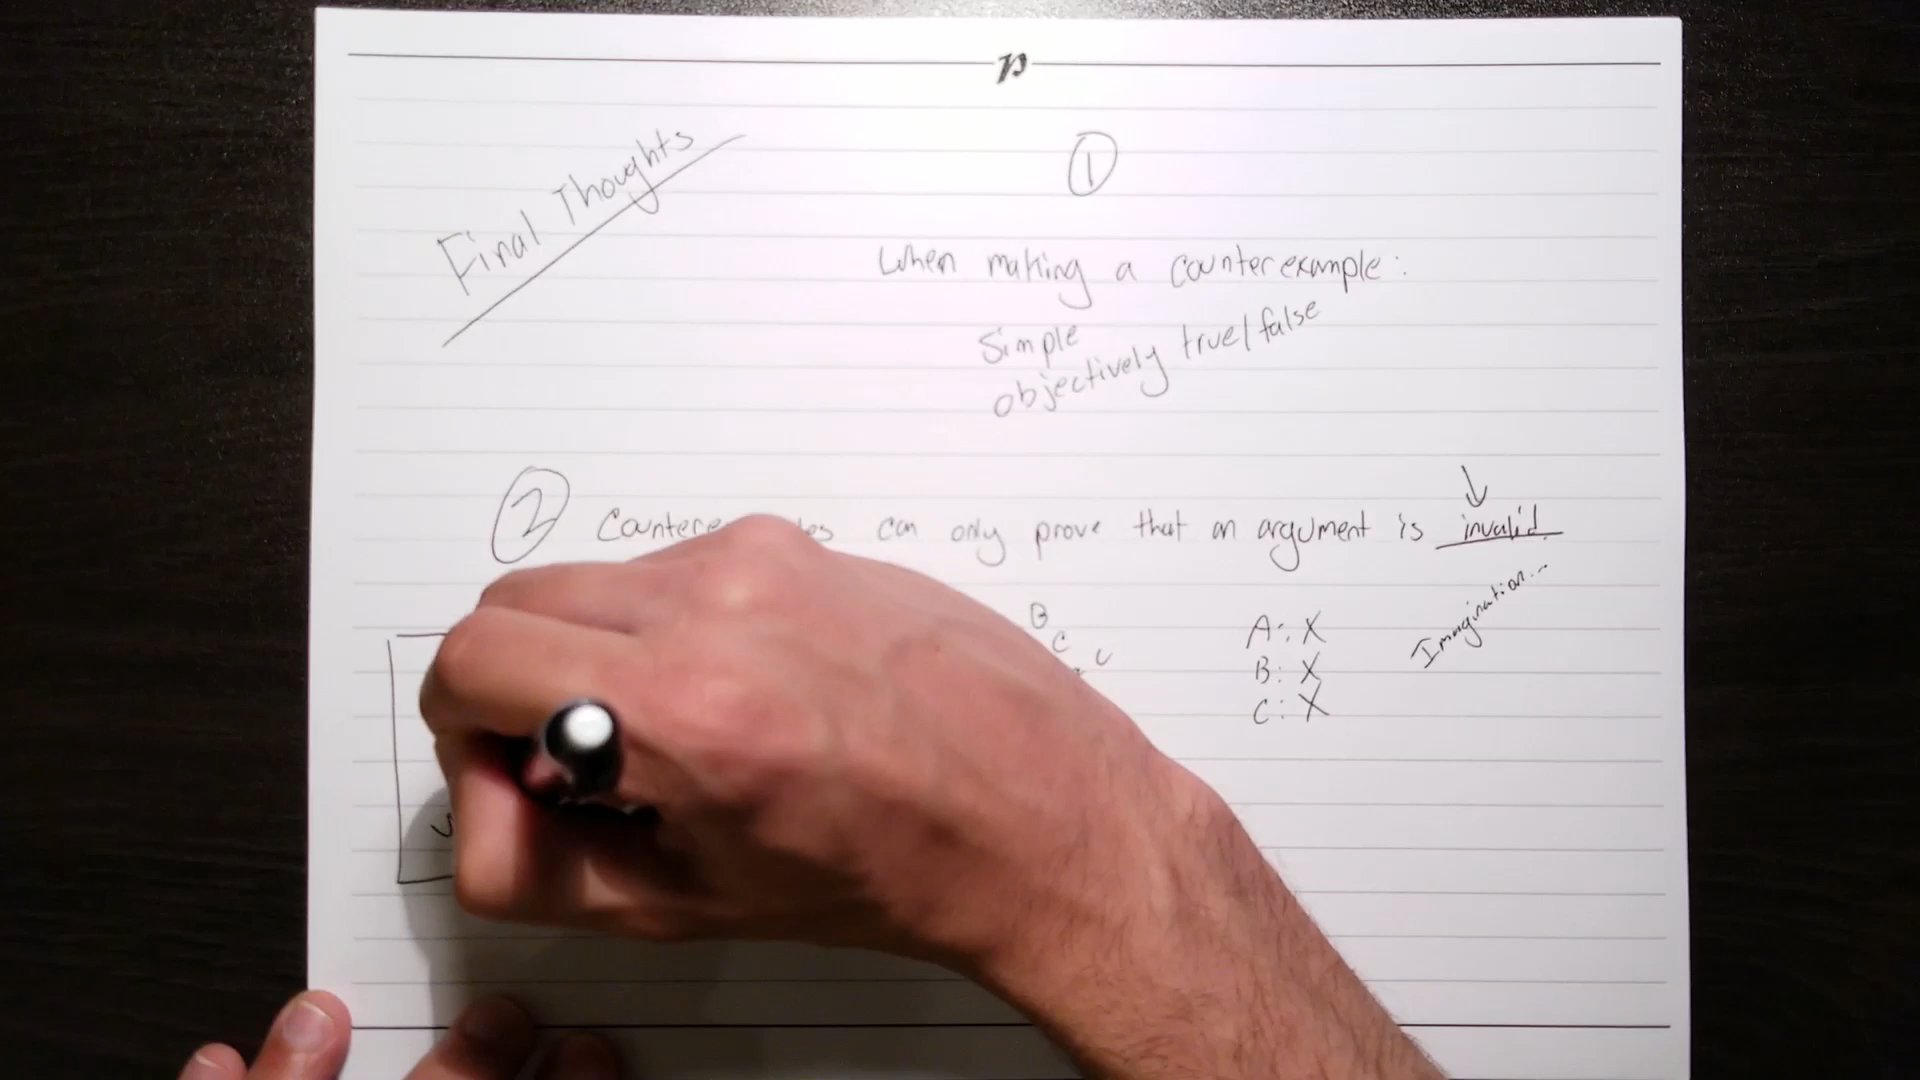 p
Final Thoughts
1
When making a counterexample:
Simple
objectively true/false
2 can only prove that an argument is invalid
Imagination...
B
C
C
A: X
B: X
C: X